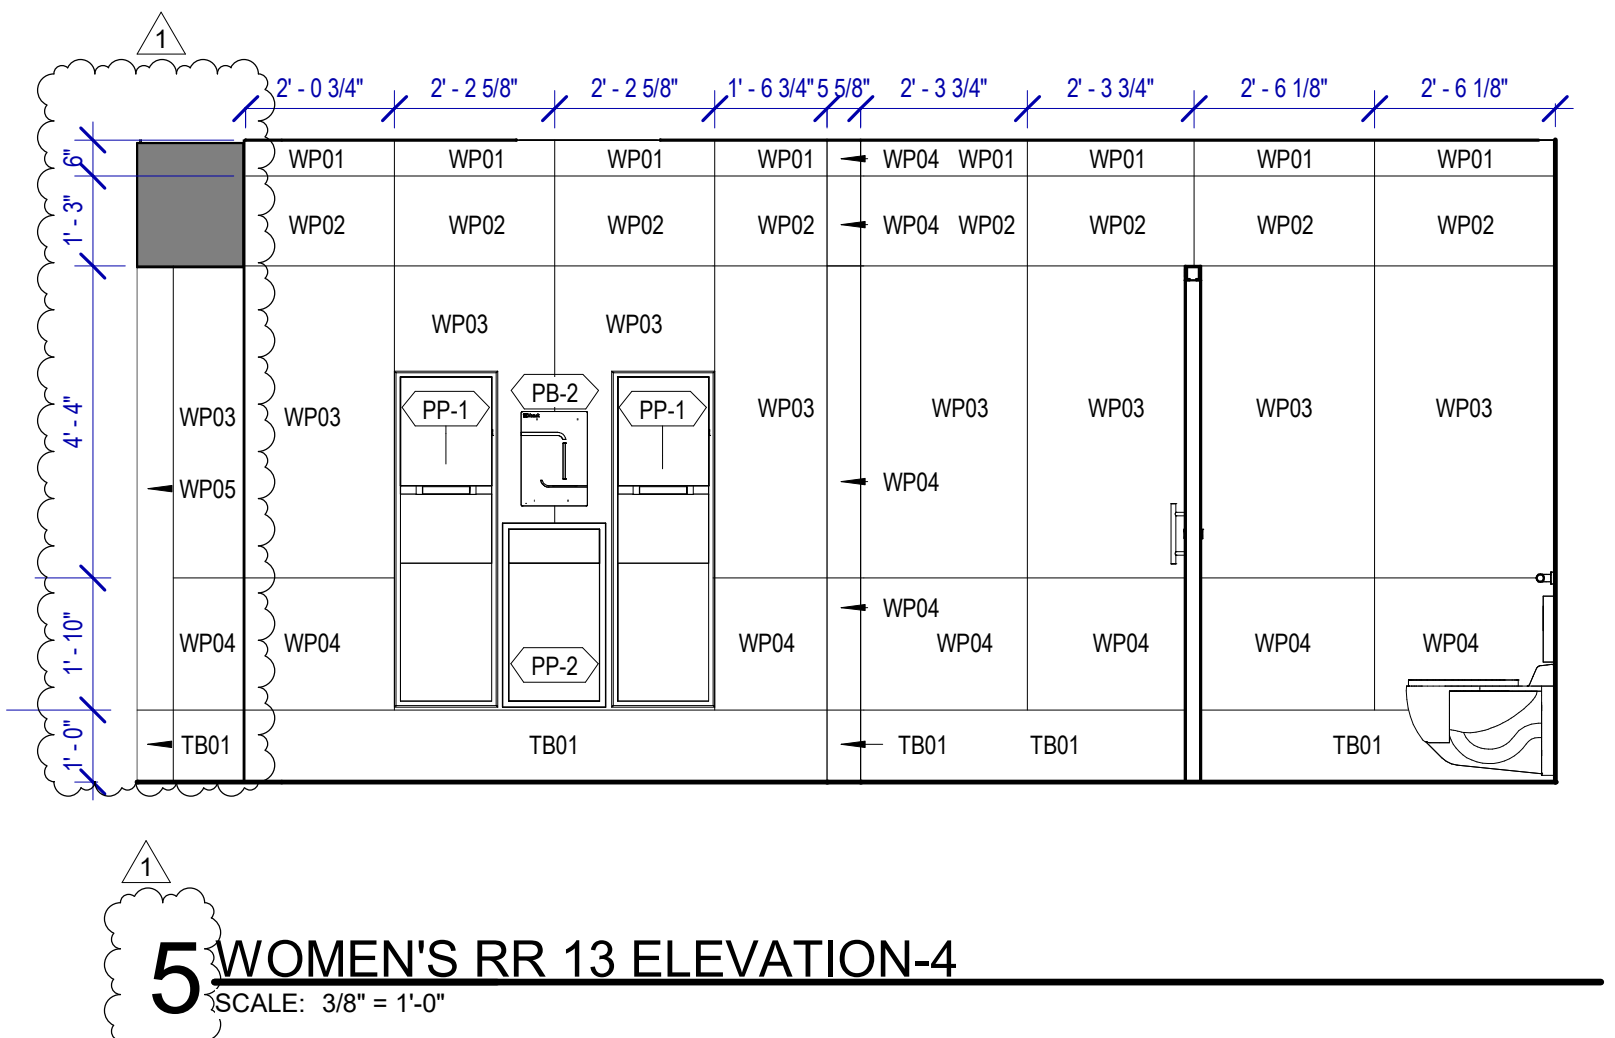 1
2' - 0 3/4" 2' - 2 5/8" 2' - 2 5/8" 1' - 6 3/4" 5 5/8" 2' - 3 3/4" 2' - 3 3/4" 2' - 6 1/8" 2' - 6 1/8"
6"
WP01 WP01 WP01 WP01 WP04 WP01 WP01 WP01 WP01
1' - 3"
WP02 WP02 WP02 WP02 WP04 WP02 WP02 WP02 WP02
WP03 WP03
4' - 4"
PB-2
PP-1 PP-1
WP03 WP03 WP03 WP03 WP03 WP03 WP03
WP05 WP04
WP04
1' - 10"
WP04 WP04 WP04 WP04 WP04 WP04 WP04
PP-2
1' - 0"
TB01 TB01 TB01 TB01 TB01
1
5 WOMEN'S RR 13 ELEVATION-4
SCALE: 3/8" = 1'-0"